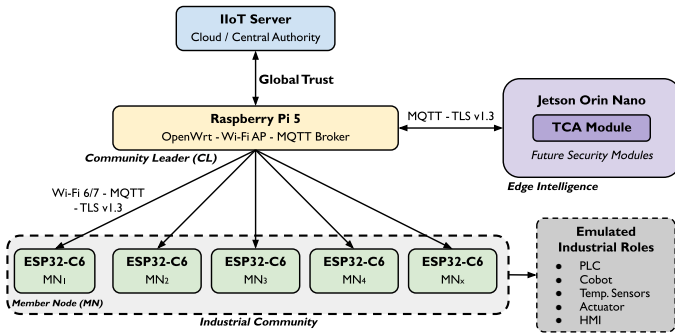 IIoT Server
Cloud / Central Authority
Global Trust
Raspberry Pi 5
OpenWrt - Wi-Fi AP - MQTT Broker
Community Leader (CL)
MQTT - TLS v1.3
Jetson Orin Nano
TCA Module
Future Security Modules
Edge Intelligence
Wi-Fi 6/7 - MQTT
- TLS v1.3
ESP32-C6
MN₁
ESP32-C6
MN₂
ESP32-C6
MN₃
ESP32-C6
MN₄
ESP32-C6
MNₓ
Member Node (MN)
Industrial Community
Emulated
Industrial Roles
● PLC
● Cobot
● Temp. Sensors
● Actuator
● HMI